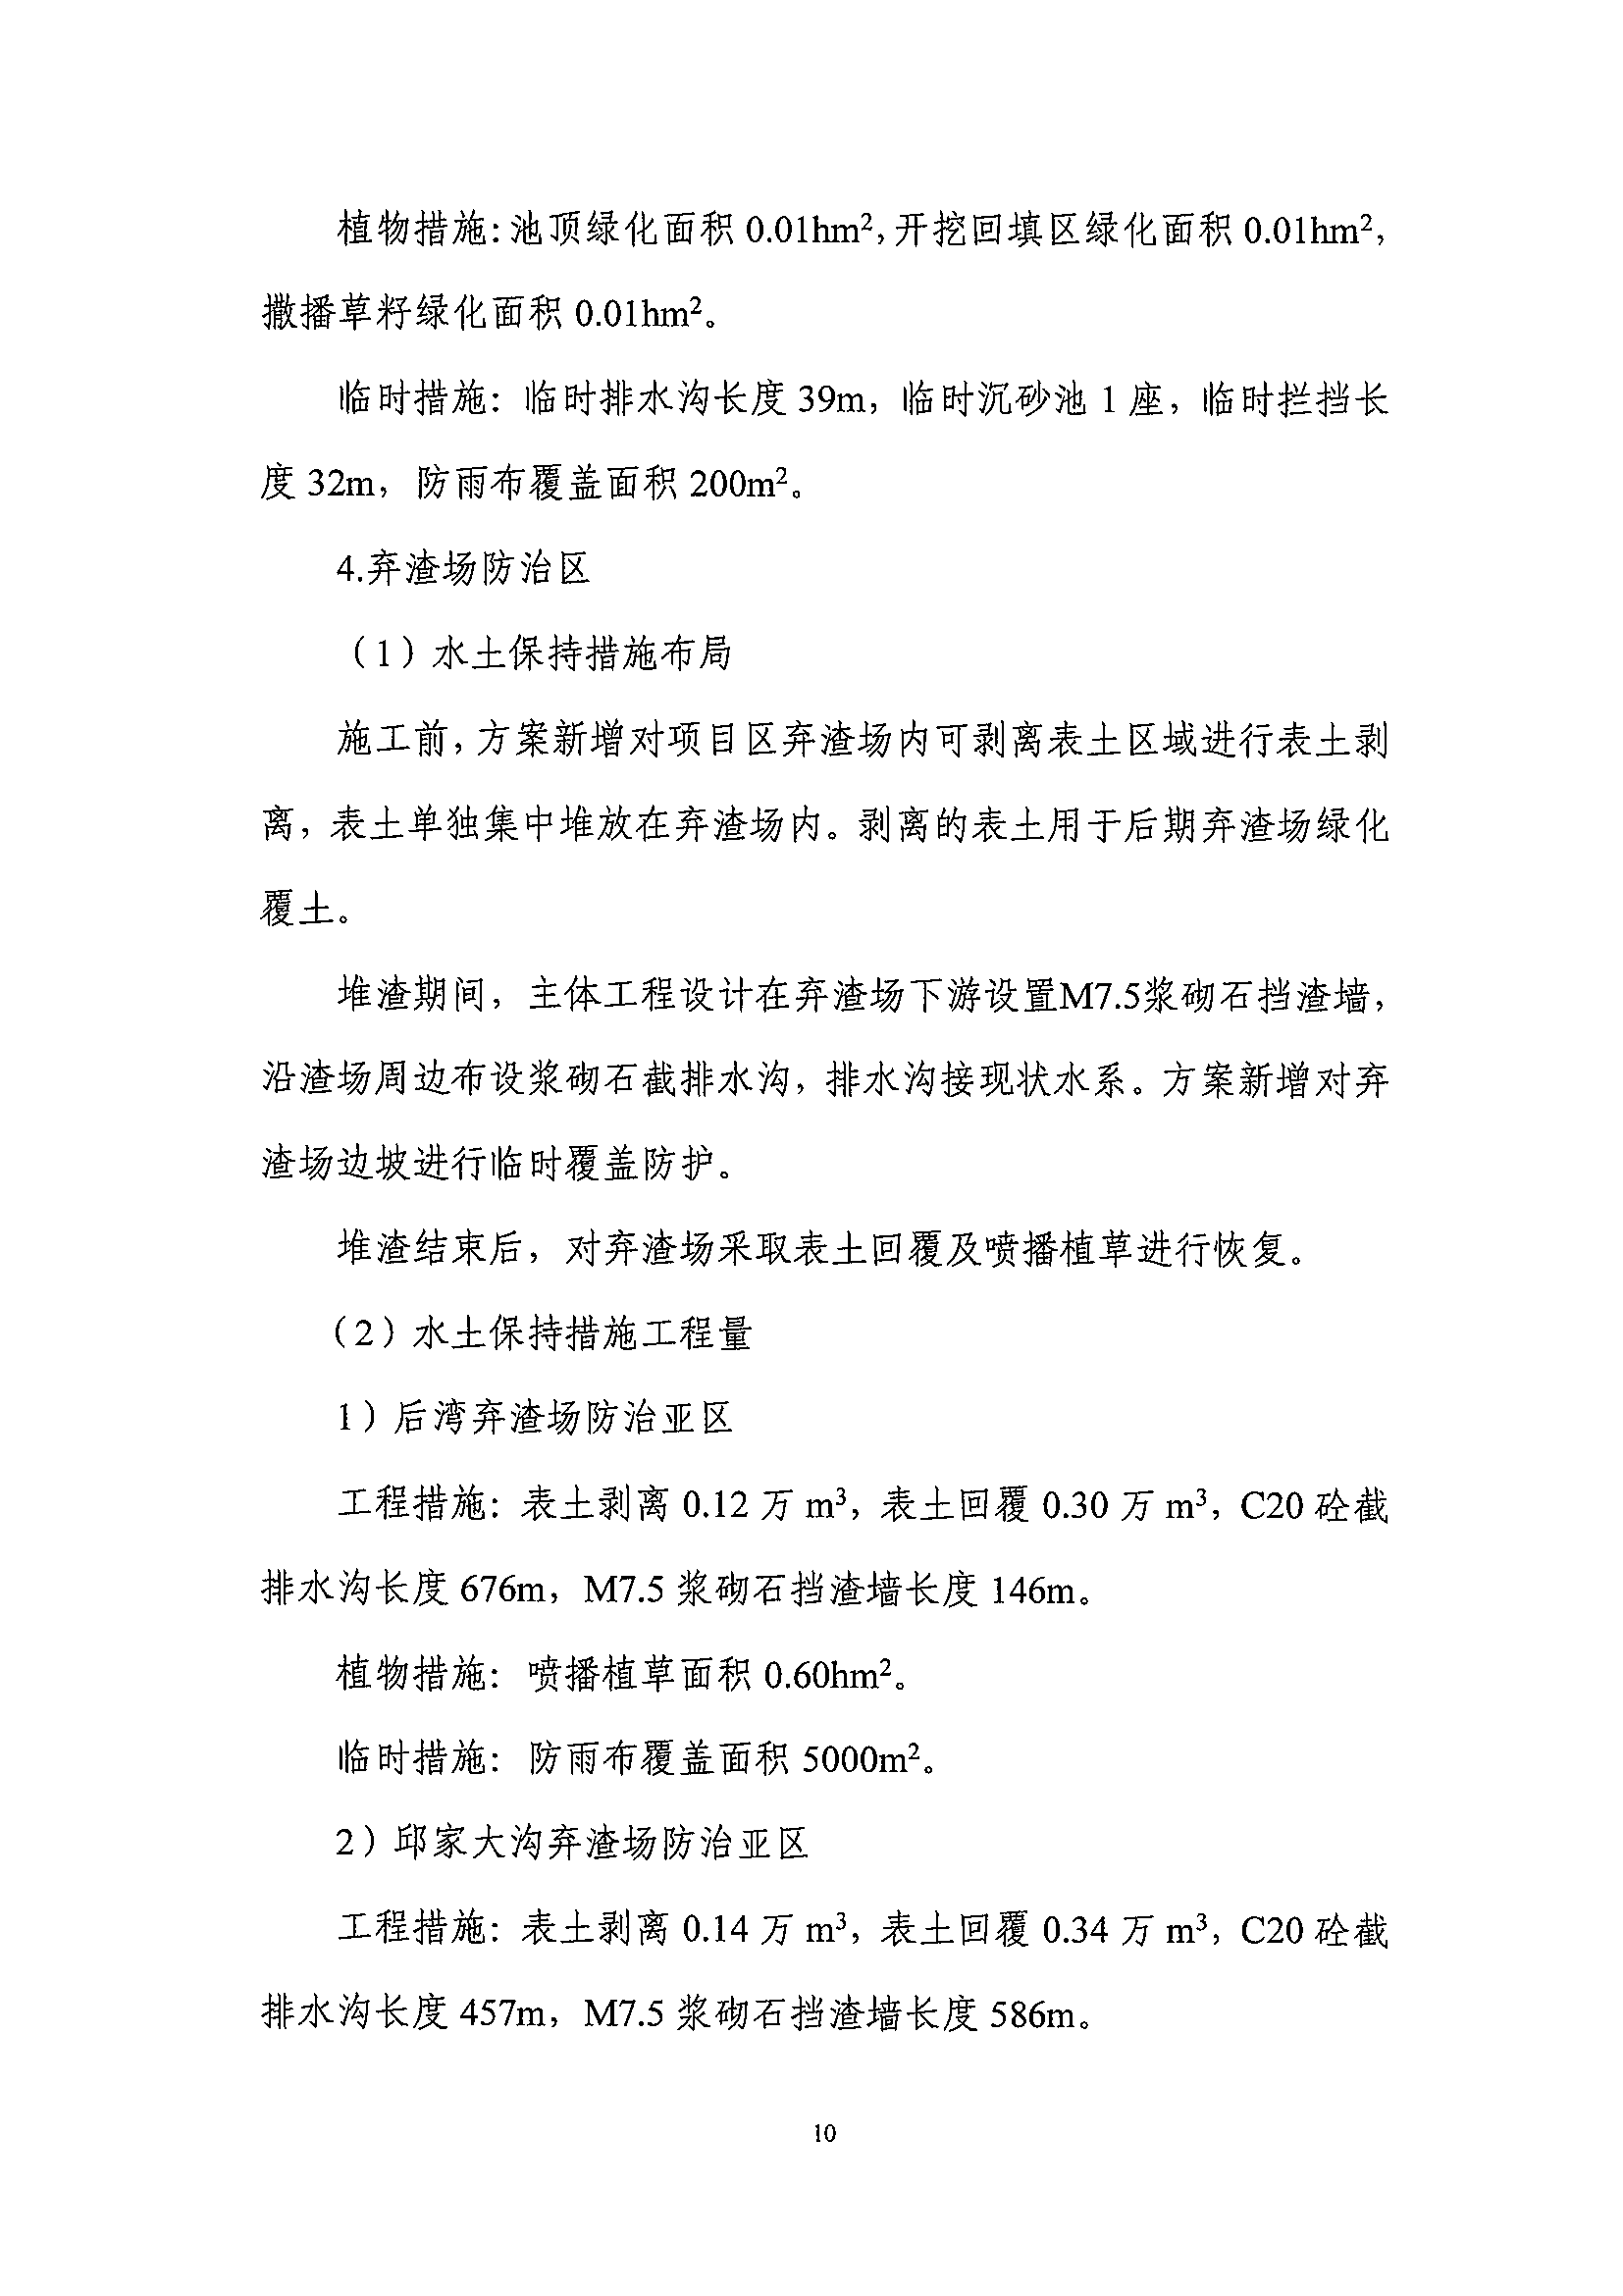 植物措施：池顶绿化面积 0.01hm²，开挖回填区绿化面积 0.01hm²，
撒播草籽绿化面积 0.01hm²。
临时措施：临时排水沟长度 39m，临时沉砂池 1 座，临时拦挡长
度 32m，防雨布覆盖面积 200m²。
4.弃渣场防治区
（1）水土保持措施布局
施工前，方案新增对项目区弃渣场内可剥离表土区域进行表土剥
离，表土单独集中堆放在弃渣场内。剥离的表土用于后期弃渣场绿化
覆土。
堆渣期间，主体工程设计在弃渣场下游设置M7.5浆砌石挡渣墙，
沿渣场周边布设浆砌石截排水沟，排水沟接现状水系。方案新增对弃
渣场边坡进行临时覆盖防护。
堆渣结束后，对弃渣场采取表土回覆及喷播植草进行恢复。
（2）水土保持措施工程量
1）后湾弃渣场防治亚区
工程措施：表土剥离 0.12 万 m³，表土回覆 0.30 万 m³，C20 砼截
排水沟长度 676m，M7.5 浆砌石挡渣墙长度 146m。
植物措施：喷播植草面积 0.60hm²。
临时措施：防雨布覆盖面积 5000m²。
2）邱家大沟弃渣场防治亚区
工程措施：表土剥离 0.14 万 m³，表土回覆 0.34 万 m³，C20 砼截
排水沟长度 457m，M7.5 浆砌石挡渣墙长度 586m。
10